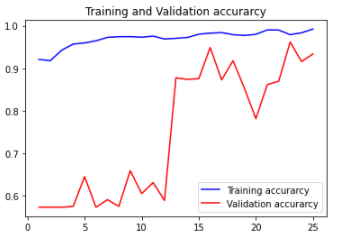 Training and Validation accurarcy
1.0
0.9
0.8
0.7
0.6
0 5 10 15 20 25
Training accurarcy
Validation accurarcy